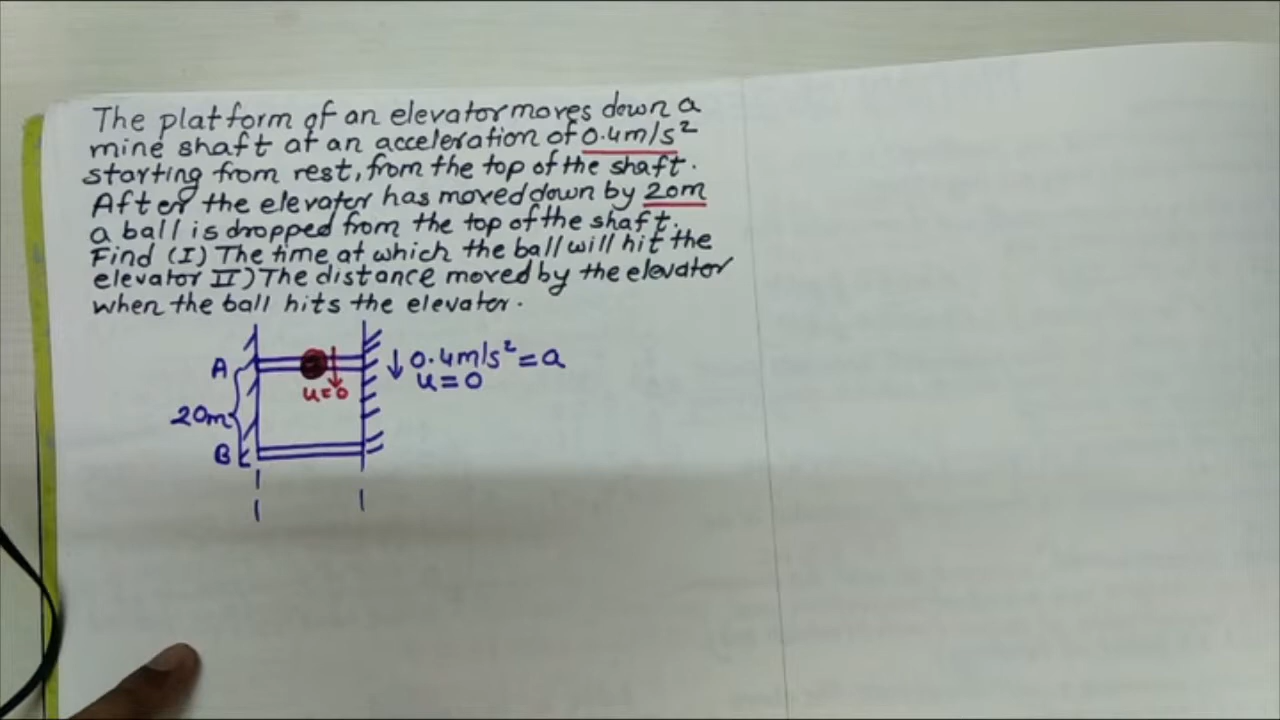 The platform of an elevator moves down a
mine shaft at an acceleration of 0.4m/s²
starting from rest, from the top of the shaft.
After the elevater has moved down by 20m
a ball is dropped from the top of the shaft.
Find (I) The time at which the ball will hit the
elevator II) The distance moved by the elevator
when the ball hits the elevator.
A ↓ 0.4m/s² = a
u=0 u=0
20m
B